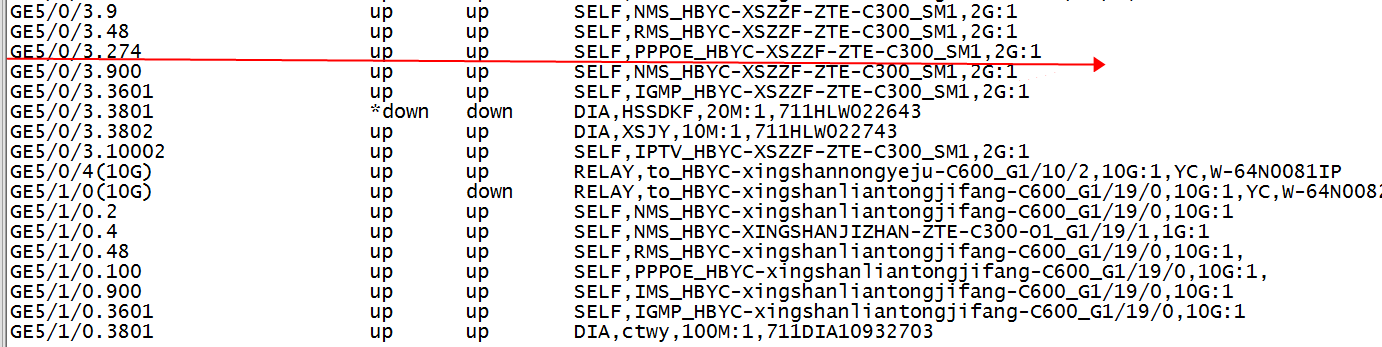 GE5/0/3.9 up up SELF,NMS_HBYC-XSZZF-ZTE-C300_SM1,2G:1
GE5/0/3.48 up up SELF,RMS_HBYC-XSZZF-ZTE-C300_SM1,2G:1
GE5/0/3.274 up up SELF,PPPOE_HBYC-XSZZF-ZTE-C300_SM1,2G:1
GE5/0/3.900 up up SELF,NMS_HBYC-XSZZF-ZTE-C300_SM1,2G:1
GE5/0/3.3601 up up SELF,IGMP_HBYC-XSZZF-ZTE-C300_SM1,2G:1
GE5/0/3.3801 *down down DIA,HSSDKF,20M:1,711HLW022643
GE5/0/3.3802 up up DIA,XSJY,10M:1,711HLW022743
GE5/0/3.10002 up up SELF,IPTV_HBYC-XSZZF-ZTE-C300_SM1,2G:1
GE5/0/4(10G) up up RELAY,to_HBYC-xingshannongyeju-C600_G1/10/2,10G:1,YC,W-64N0081IP
GE5/1/0(10G) up down RELAY,to_HBYC-xingshanliantongjifang-C600_G1/19/0,10G:1,YC,W-64N0082
GE5/1/0.2 up up SELF,NMS_HBYC-xingshanliantongjifang-C600_G1/19/0,10G:1
GE5/1/0.4 up up SELF,NMS_HBYC-XINGSHANJIZHAN-ZTE-C300-01_G1/19/1,1G:1
GE5/1/0.48 up up SELF,RMS_HBYC-xingshanliantongjifang-C600_G1/19/0,10G:1,
GE5/1/0.100 up up SELF,PPPOE_HBYC-xingshanliantongjifang-C600_G1/19/0,10G:1,
GE5/1/0.900 up up SELF,IMS_HBYC-xingshanliantongjifang-C600_G1/19/0,10G:1
GE5/1/0.3601 up up SELF,IGMP_HBYC-xingshanliantongjifang-C600_G1/19/0,10G:1
GE5/1/0.3801 up up DIA,ctwy,100M:1,711DIA10932703